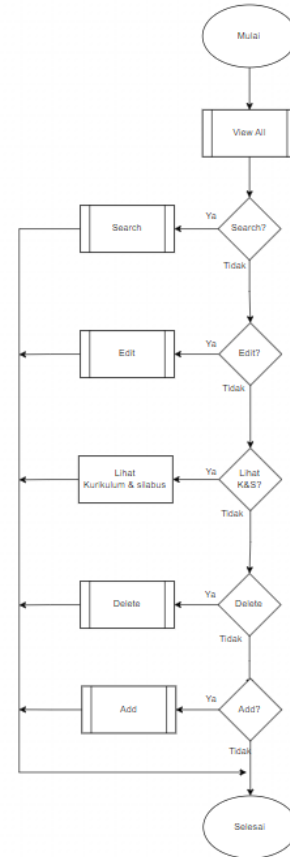 Mulai
View All
Ya
Search
Search?
Tidak
Ya
Edit
Edit?
Tidak
Lihat
Kurikulum & silabus
Ya
Lihat
K&S?
Tidak
Ya
Delete
Delete
Tidak
Ya
Add
Add?
Tidak
Selesai